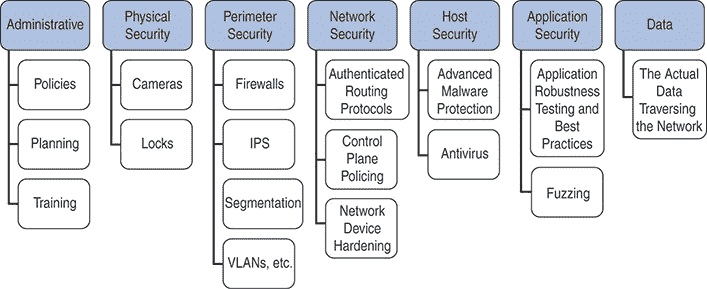 Administrative
Policies
Planning
Training
Physical
Security
Cameras
Locks
Perimeter
Security
Firewalls
IPS
Segmentation
VLANs, etc.
Network
Security
Authenticated
Routing
Protocols
Control
Plane
Policing
Network
Device
Hardening
Host
Security
Advanced
Malware
Protection
Antivirus
Application
Security
Application
Robustness
Testing and
Best
Practices
Fuzzing
Data
The Actual
Data
Traversing
the Network